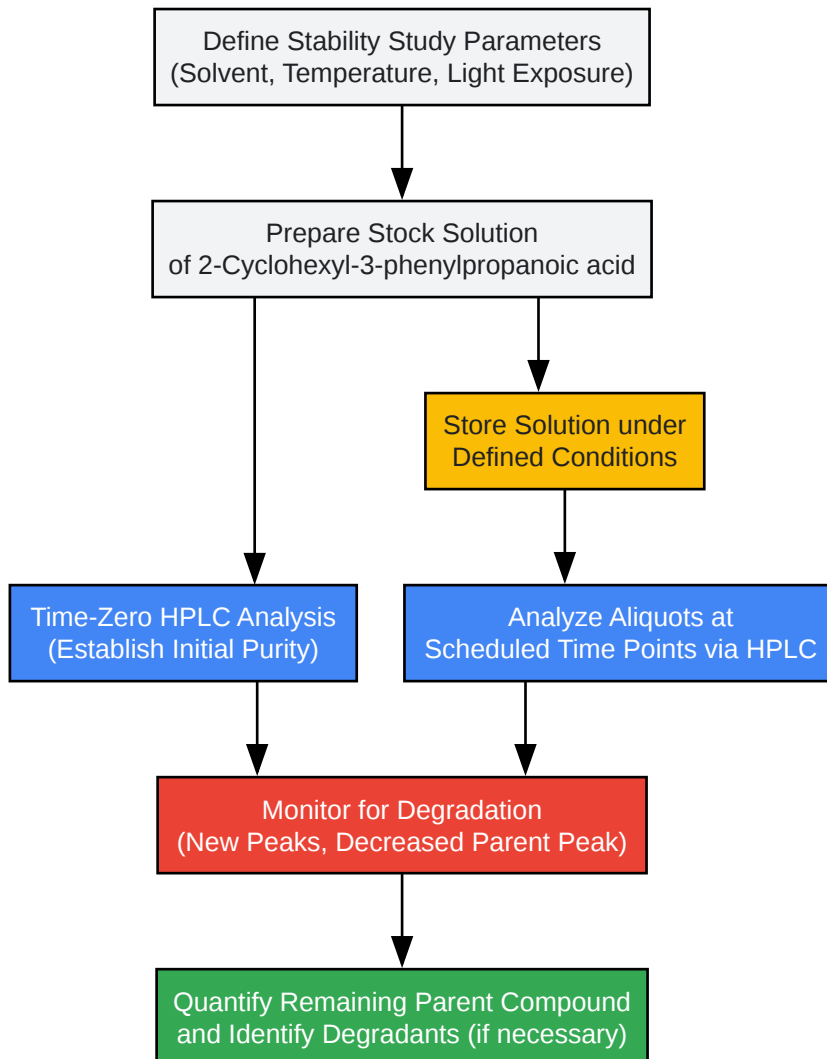 Define Stability Study Parameters
(Solvent, Temperature, Light Exposure)
Prepare Stock Solution
of 2-Cyclohexyl-3-phenylpropanoic acid
Store Solution under
Defined Conditions
Time-Zero HPLC Analysis
(Establish Initial Purity)
Analyze Aliquots at
Scheduled Time Points via HPLC
Monitor for Degradation
(New Peaks, Decreased Parent Peak)
Quantify Remaining Parent Compound
and Identify Degradants (if necessary)